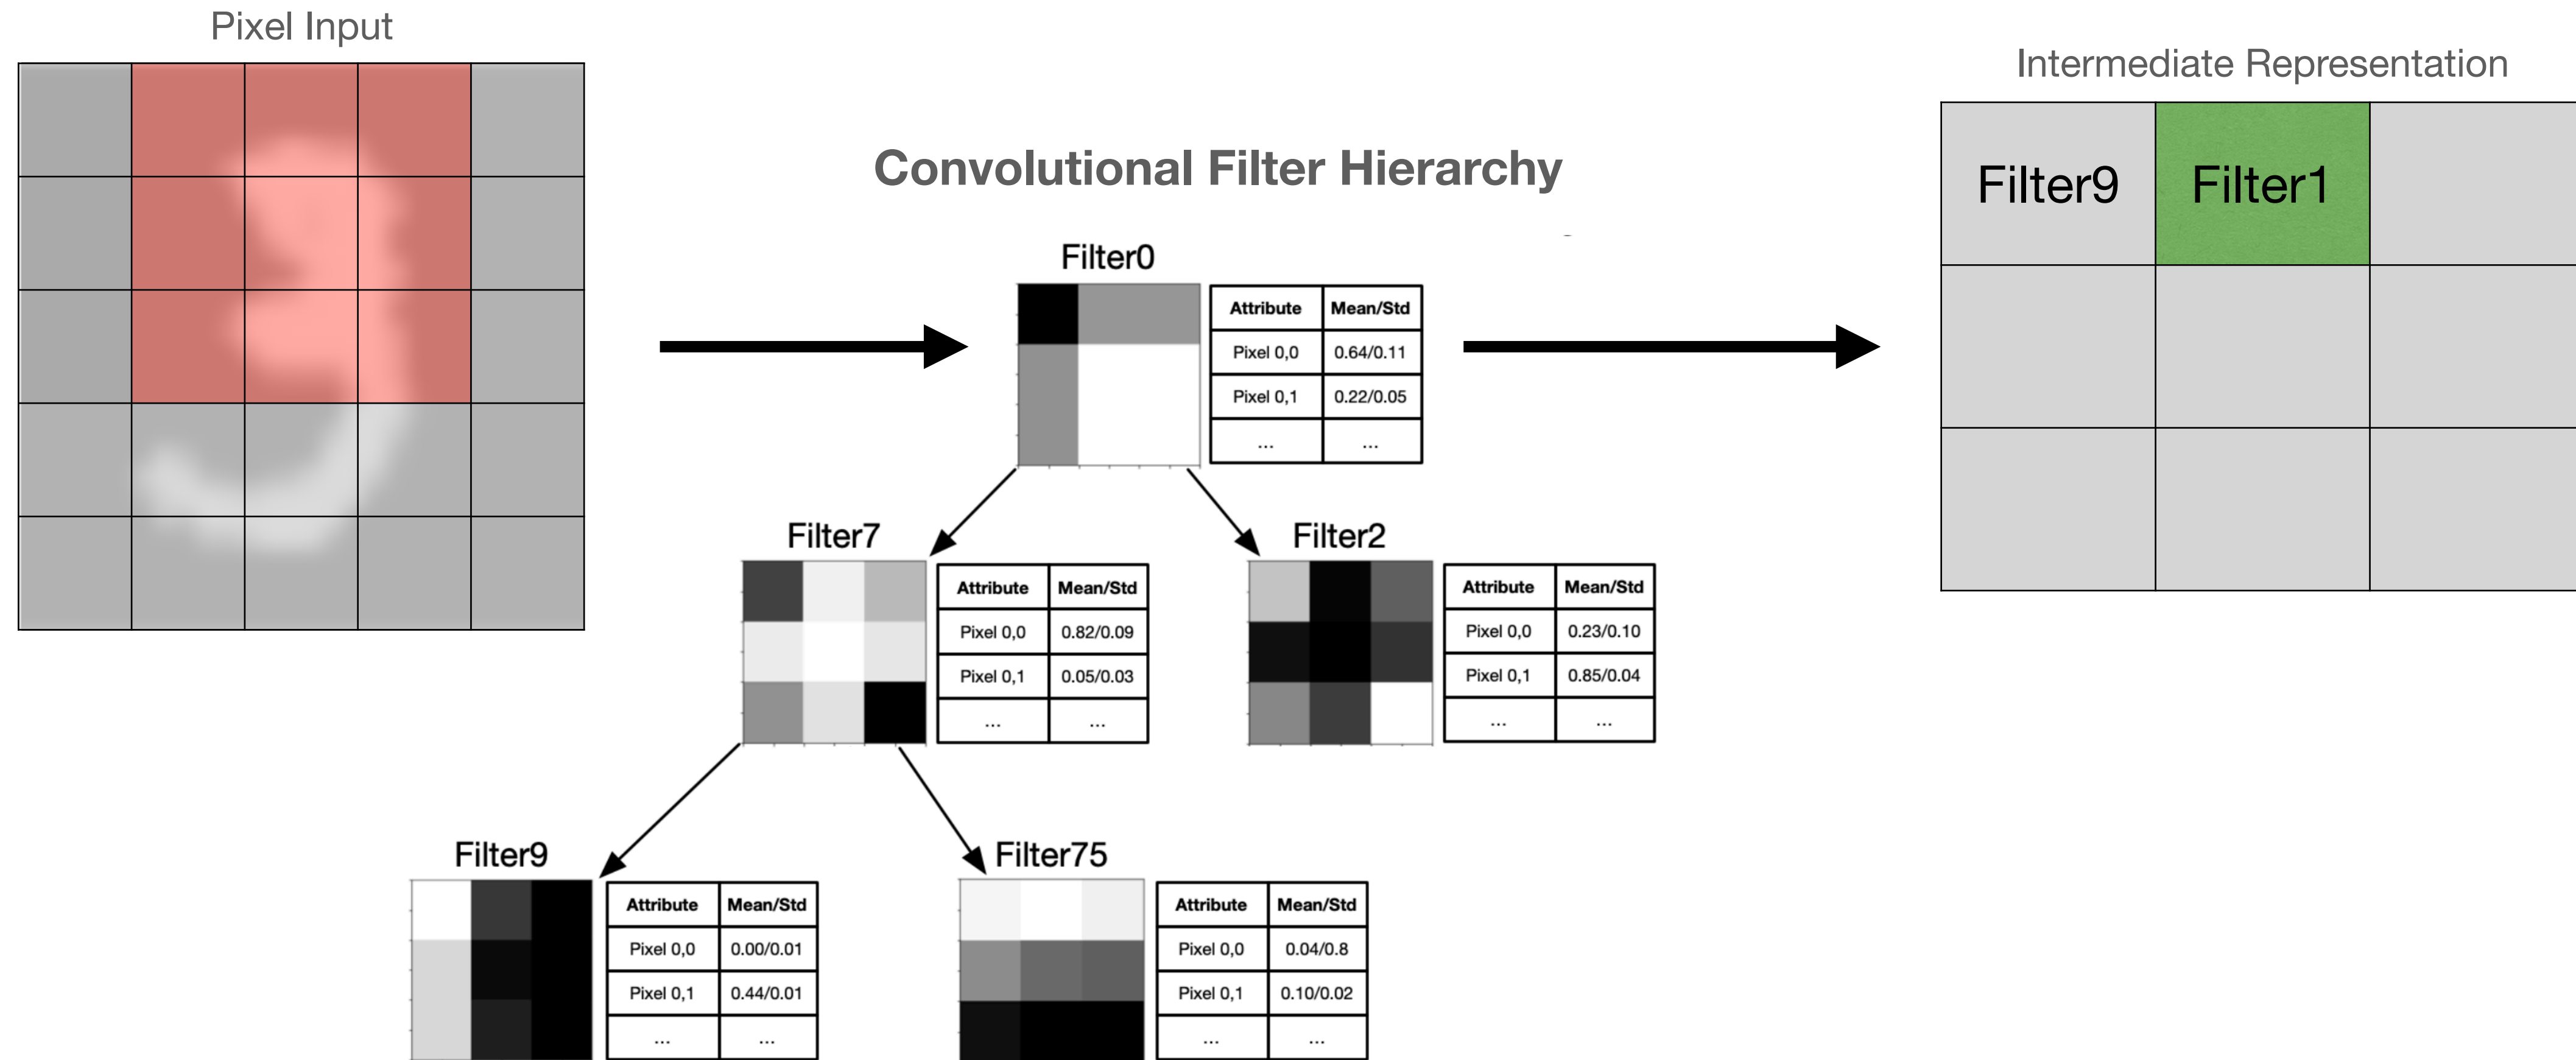 Pixel Input
Intermediate Representation
Convolutional Filter Hierarchy
Filter9 Filter1
Filter0
Attribute Mean/Std
Pixel 0,0 0.64/0.11
Pixel 0,1 0.22/0.05
... ...
Filter7
Attribute Mean/Std
Pixel 0,0 0.82/0.09
Pixel 0,1 0.05/0.03
... ...
Filter2
Attribute Mean/Std
Pixel 0,0 0.23/0.10
Pixel 0,1 0.85/0.04
... ...
Filter9
Attribute Mean/Std
Pixel 0,0 0.00/0.01
Pixel 0,1 0.44/0.01
... ...
Filter75
Attribute Mean/Std
Pixel 0,0 0.04/0.8
Pixel 0,1 0.10/0.02
... ...